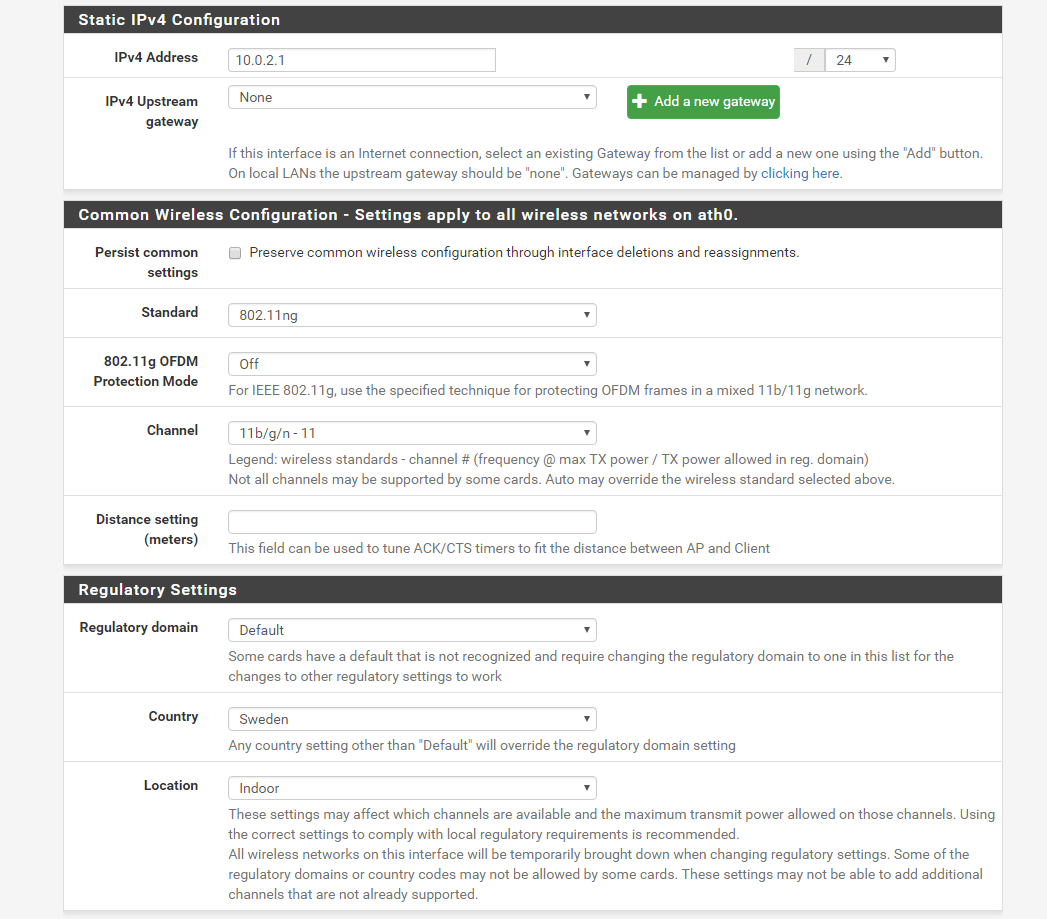 Static IPv4 Configuration
IPv4 Address
10.0.2.1
/ 24
IPv4 Upstream
gateway
None
Add a new gateway
If this interface is an Internet connection, select an existing Gateway from the list or add a new one using the "Add" button.
On local LANs the upstream gateway should be "none". Gateways can be managed by clicking here.
Common Wireless Configuration - Settings apply to all wireless networks on ath0.
Persist common
settings
Preserve common wireless configuration through interface deletions and reassignments.
Standard
802.11ng
802.11g OFDM
Protection Mode
Off
For IEEE 802.11g, use the specified technique for protecting OFDM frames in a mixed 11b/11g network.
Channel
11b/g/n - 11
Legend: wireless standards - channel # (frequency @ max TX power / TX power allowed in reg. domain)
Not all channels may be supported by some cards. Auto may override the wireless standard selected above.
Distance setting
(meters)
This field can be used to tune ACK/CTS timers to fit the distance between AP and Client
Regulatory Settings
Regulatory domain
Default
Some cards have a default that is not recognized and require changing the regulatory domain to one in this list for the
changes to other regulatory settings to work
Country
Sweden
Any country setting other than "Default" will override the regulatory domain setting
Location
Indoor
These settings may affect which channels are available and the maximum transmit power allowed on those channels. Using
the correct settings to comply with local regulatory requirements is recommended.
All wireless networks on this interface will be temporarily brought down when changing regulatory settings. Some of the
regulatory domains or country codes may not be allowed by some cards. These settings may not be able to add additional
channels that are not already supported.